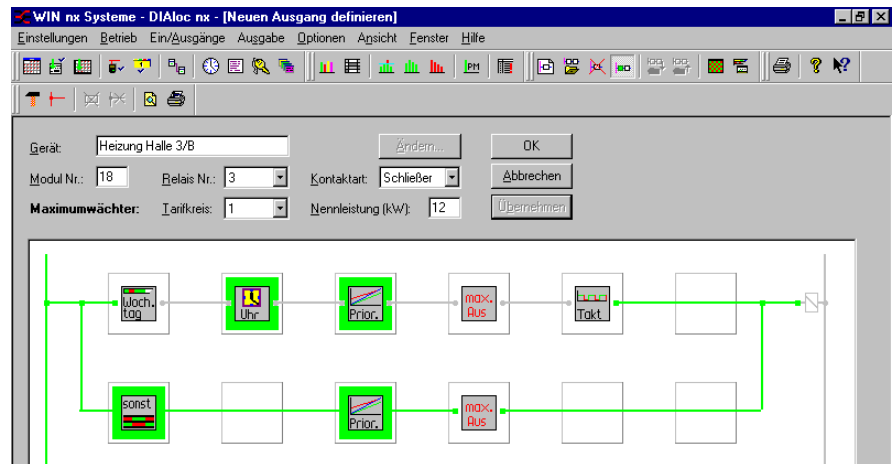 WIN nx Systeme - DIAloc nx - [Neuen Ausgang definieren]
Einstellungen Betrieb Ein/Ausgänge Ausgabe Optionen Ansicht Fenster Hilfe
PM
Gerät: Heizung Halle 3/B Ändern... OK
Modul Nr.: 18 Relais Nr.: 3 Kontaktart: Schließer Abbrechen
Maximumwächter: Tarifkreis: 1 Nennleistung (kW): 12 Übernehmen
Woch.
tag
Uhr
Prior.
max.
Aus
Takt
sonst
Prior.
max.
Aus